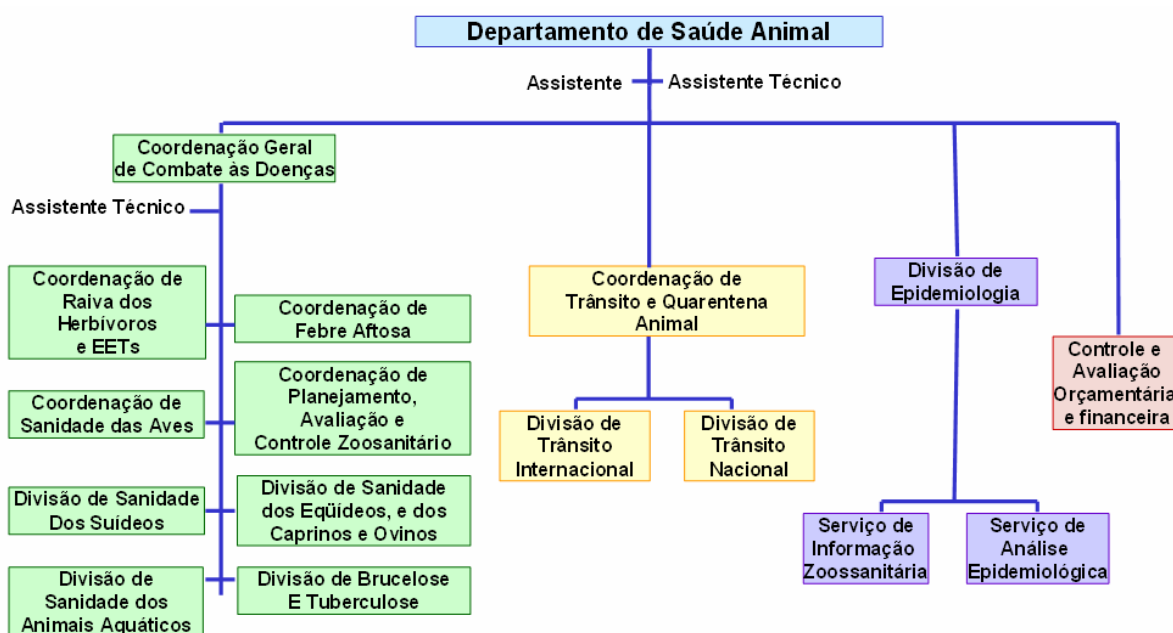 Departamento de Saúde Animal
Assistente
Assistente Técnico
Coordenação Geral
de Combate às Doenças
Assistente Técnico
Coordenação de
Raiva dos
Herbívoros
e EETs
Coordenação de
Febre Aftosa
Coordenação de
Sanidade das Aves
Coordenação de
Planejamento,
Avaliação e
Controle Zoosanitário
Divisão de Sanidade
Dos Suídeos
Divisão de Sanidade
dos Eqüídeos, e dos
Caprinos e Ovinos
Divisão de
Sanidade dos
Animais Aquáticos
Divisão de Brucelose
E Tuberculose
Coordenação de
Trânsito e Quarentena
Animal
Divisão de
Trânsito
Internacional
Divisão de
Trânsito
Nacional
Divisão de
Epidemiologia
Serviço de
Informação
Zoossanitária
Serviço de
Análise
Epidemiológica
Controle e
Avaliação
Orçamentária
e financeira